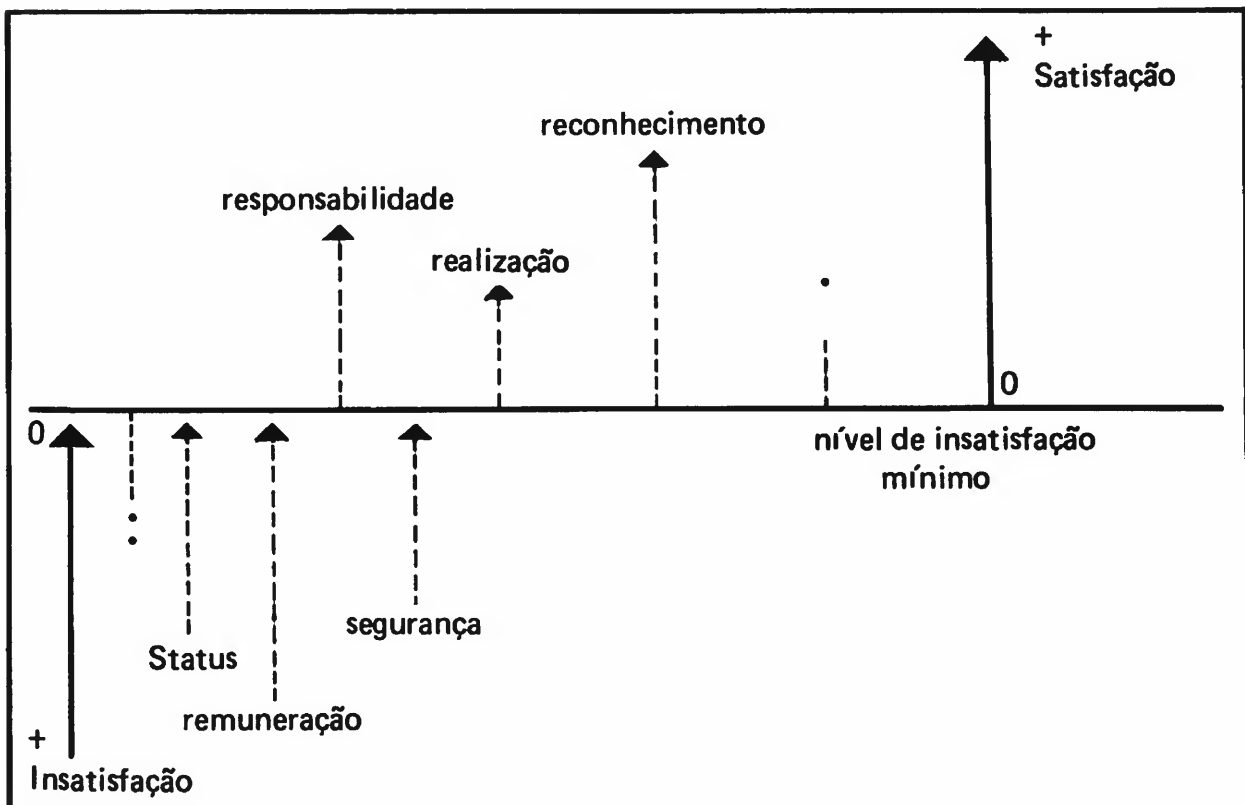 +
Satisfação
reconhecimento
responsabilidade
realização
0
0
nível de insatisfação
mínimo
segurança
Status
remuneração
+
Insatisfação